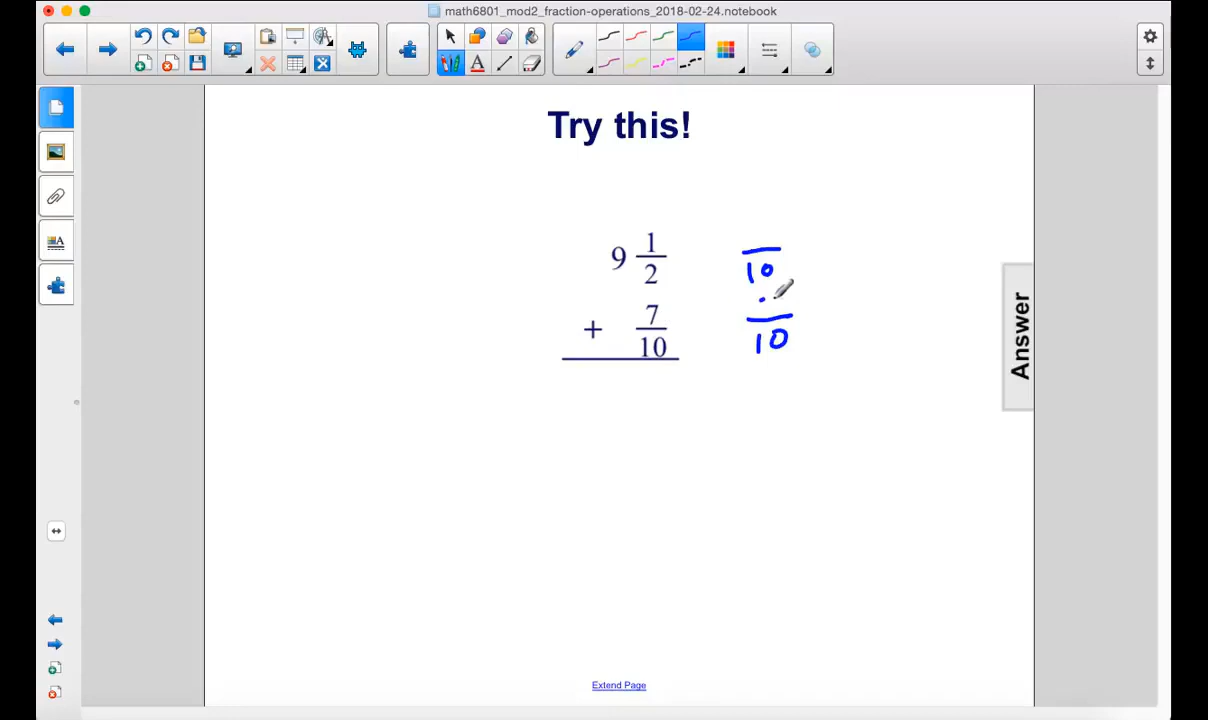 math6801_mod2_fraction-operations_2018-02-24.notebook
Try this!
9 1/2
10
+ 7/10
10
Answer
Extend Page